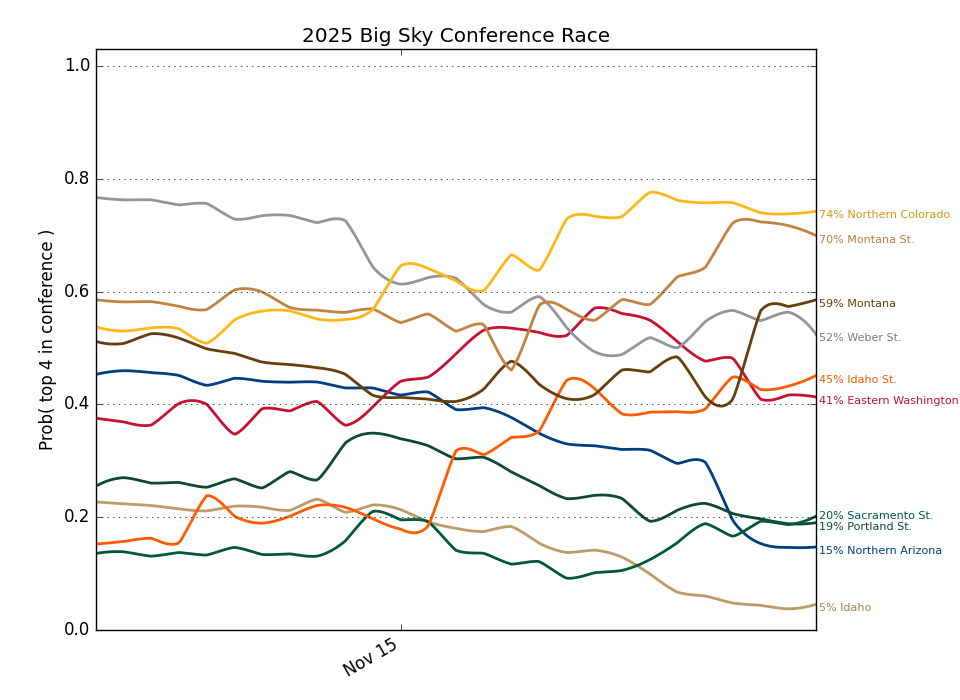 2025 Big Sky Conference Race
Prob( top 4 in conference )
1.0
0.8
0.6
0.4
0.2
0.0
Nov 15
74% Northern Colorado
70% Montana St.
59% Montana
52% Weber St.
45% Idaho St.
41% Eastern Washington
20% Sacramento St.
19% Portland St.
15% Northern Arizona
5% Idaho